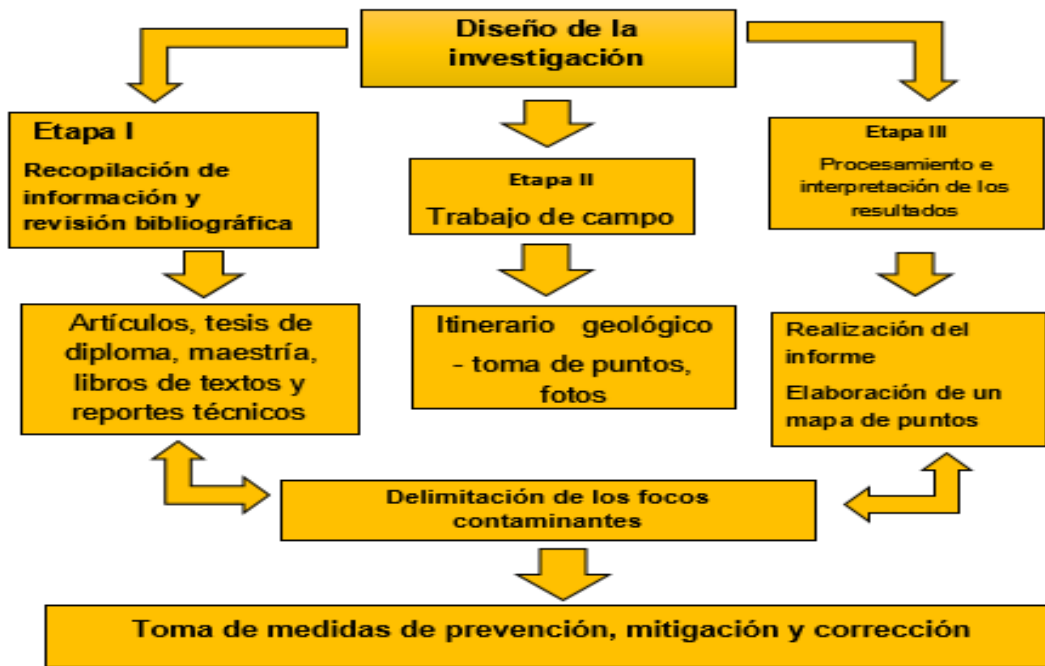 Diseño de la
investigación
Etapa I
Recopilación de
información y
revisión bibliográfica
Etapa II
Trabajo de campo
Etapa III
Procesamiento e
interpretación de los
resultados
Artículos, tesis de
diploma, maestría,
libros de textos y
reportes técnicos
Itinerario geológico
- toma de puntos,
fotos
Realización del
informe
Elaboración de un
mapa de puntos
Delimitación de los focos
contaminantes
Toma de medidas de prevención, mitigación y corrección